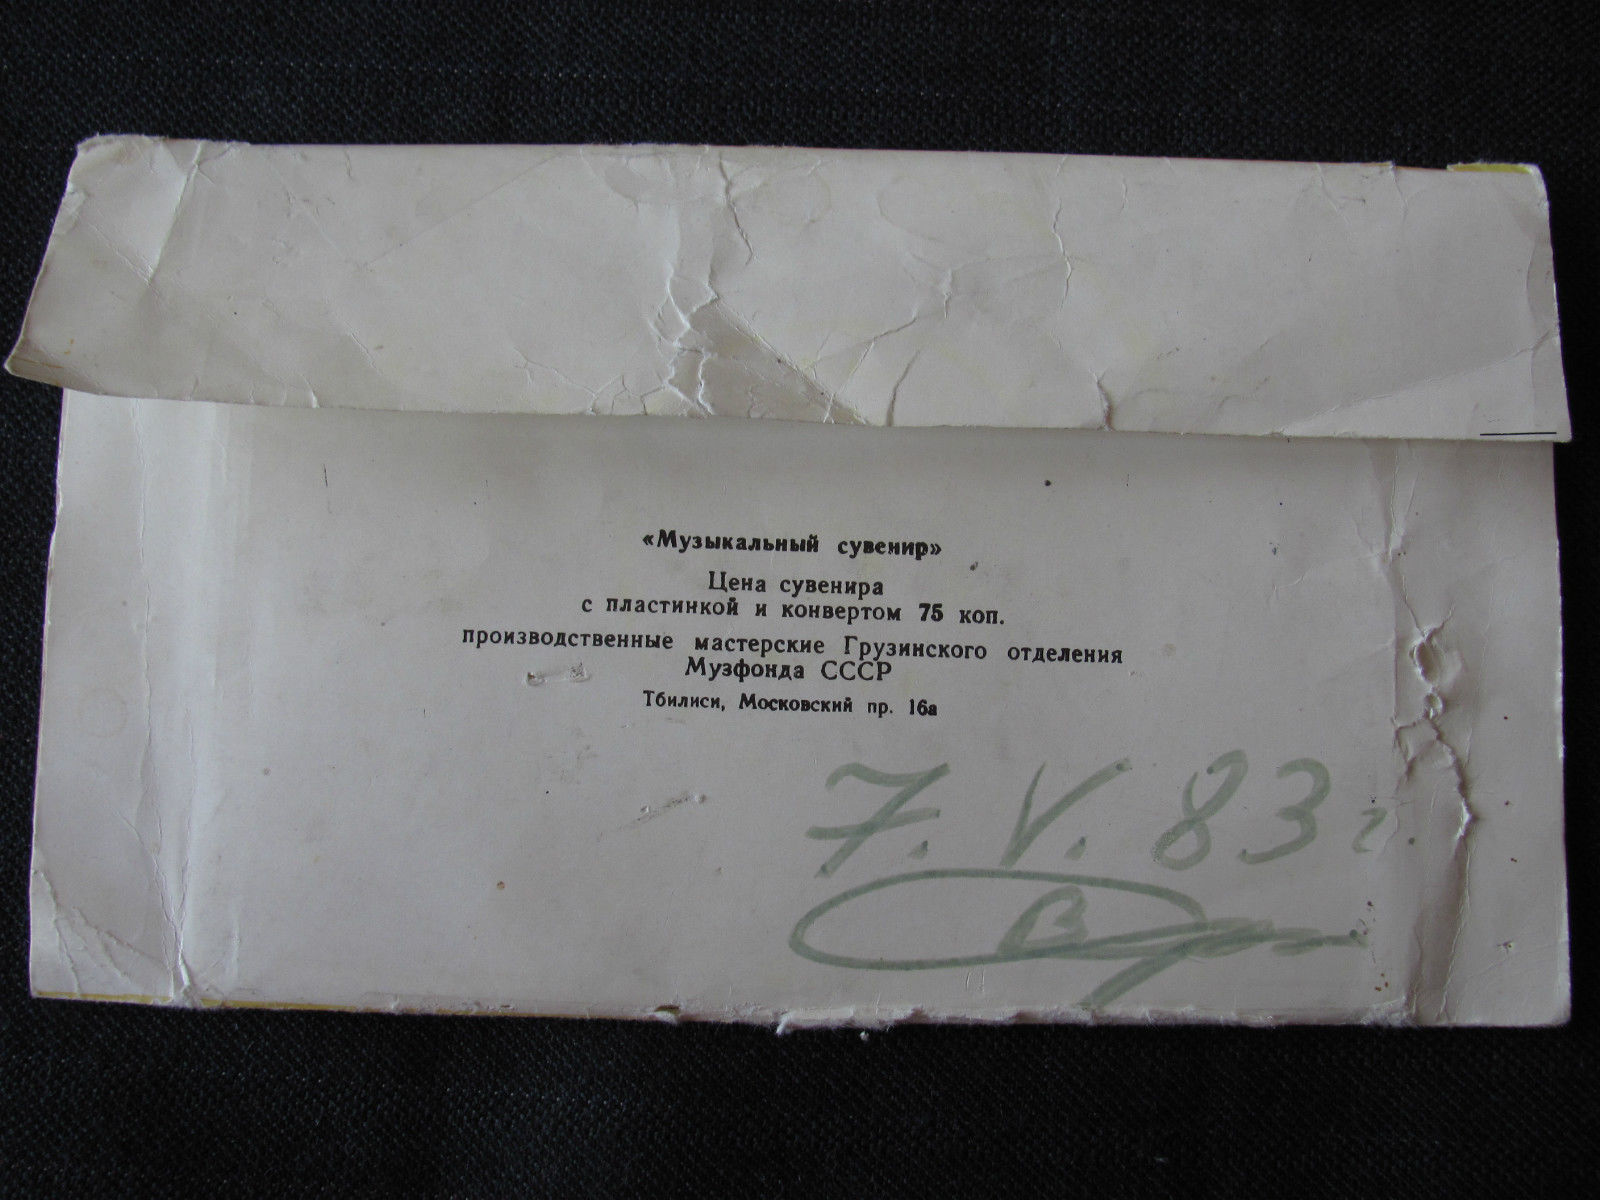 «Музыкальный сувенир»
Цена сувенира
с пластинкой и конвертом 75 коп.
производственные мастерские Грузинского отделения
Музфонда СССР
Тбилиси, Московский пр. 16а
7. V. 83 г.